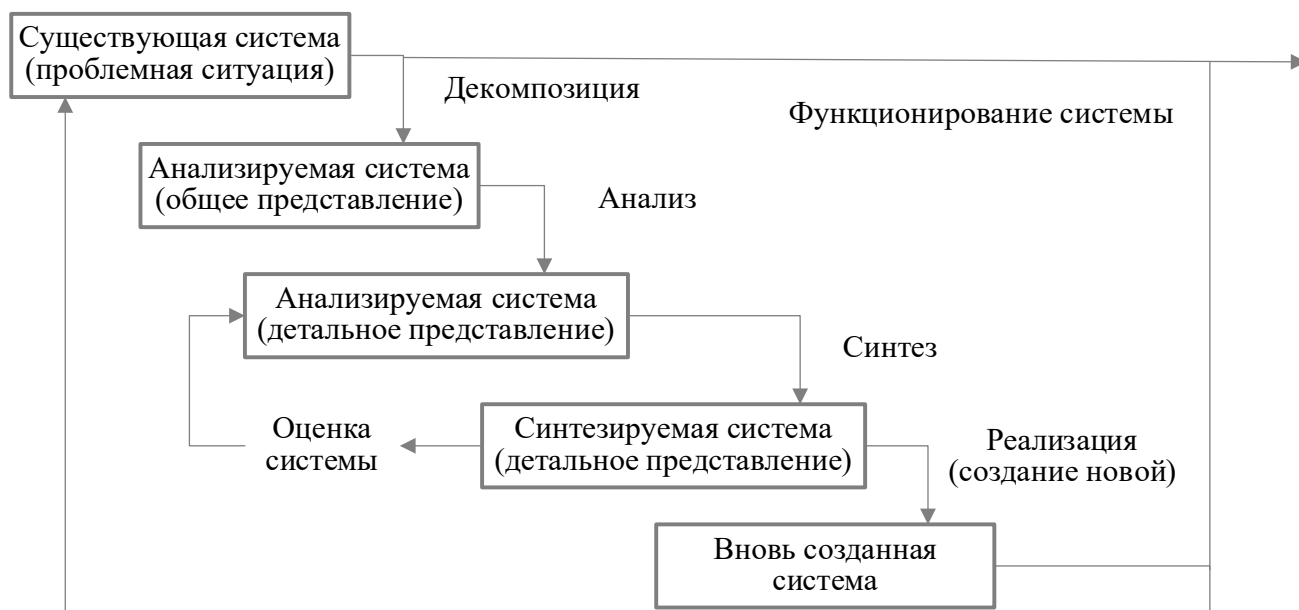 Существующая система
(проблемная ситуация)
Декомпозиция
Функционирование системы
Анализируемая система
(общее представление)
Анализ
Анализируемая система
(детальное представление)
Синтез
Оценка
системы
Синтезируемая система
(детальное представление)
Реализация
(создание новой)
Вновь созданная
система